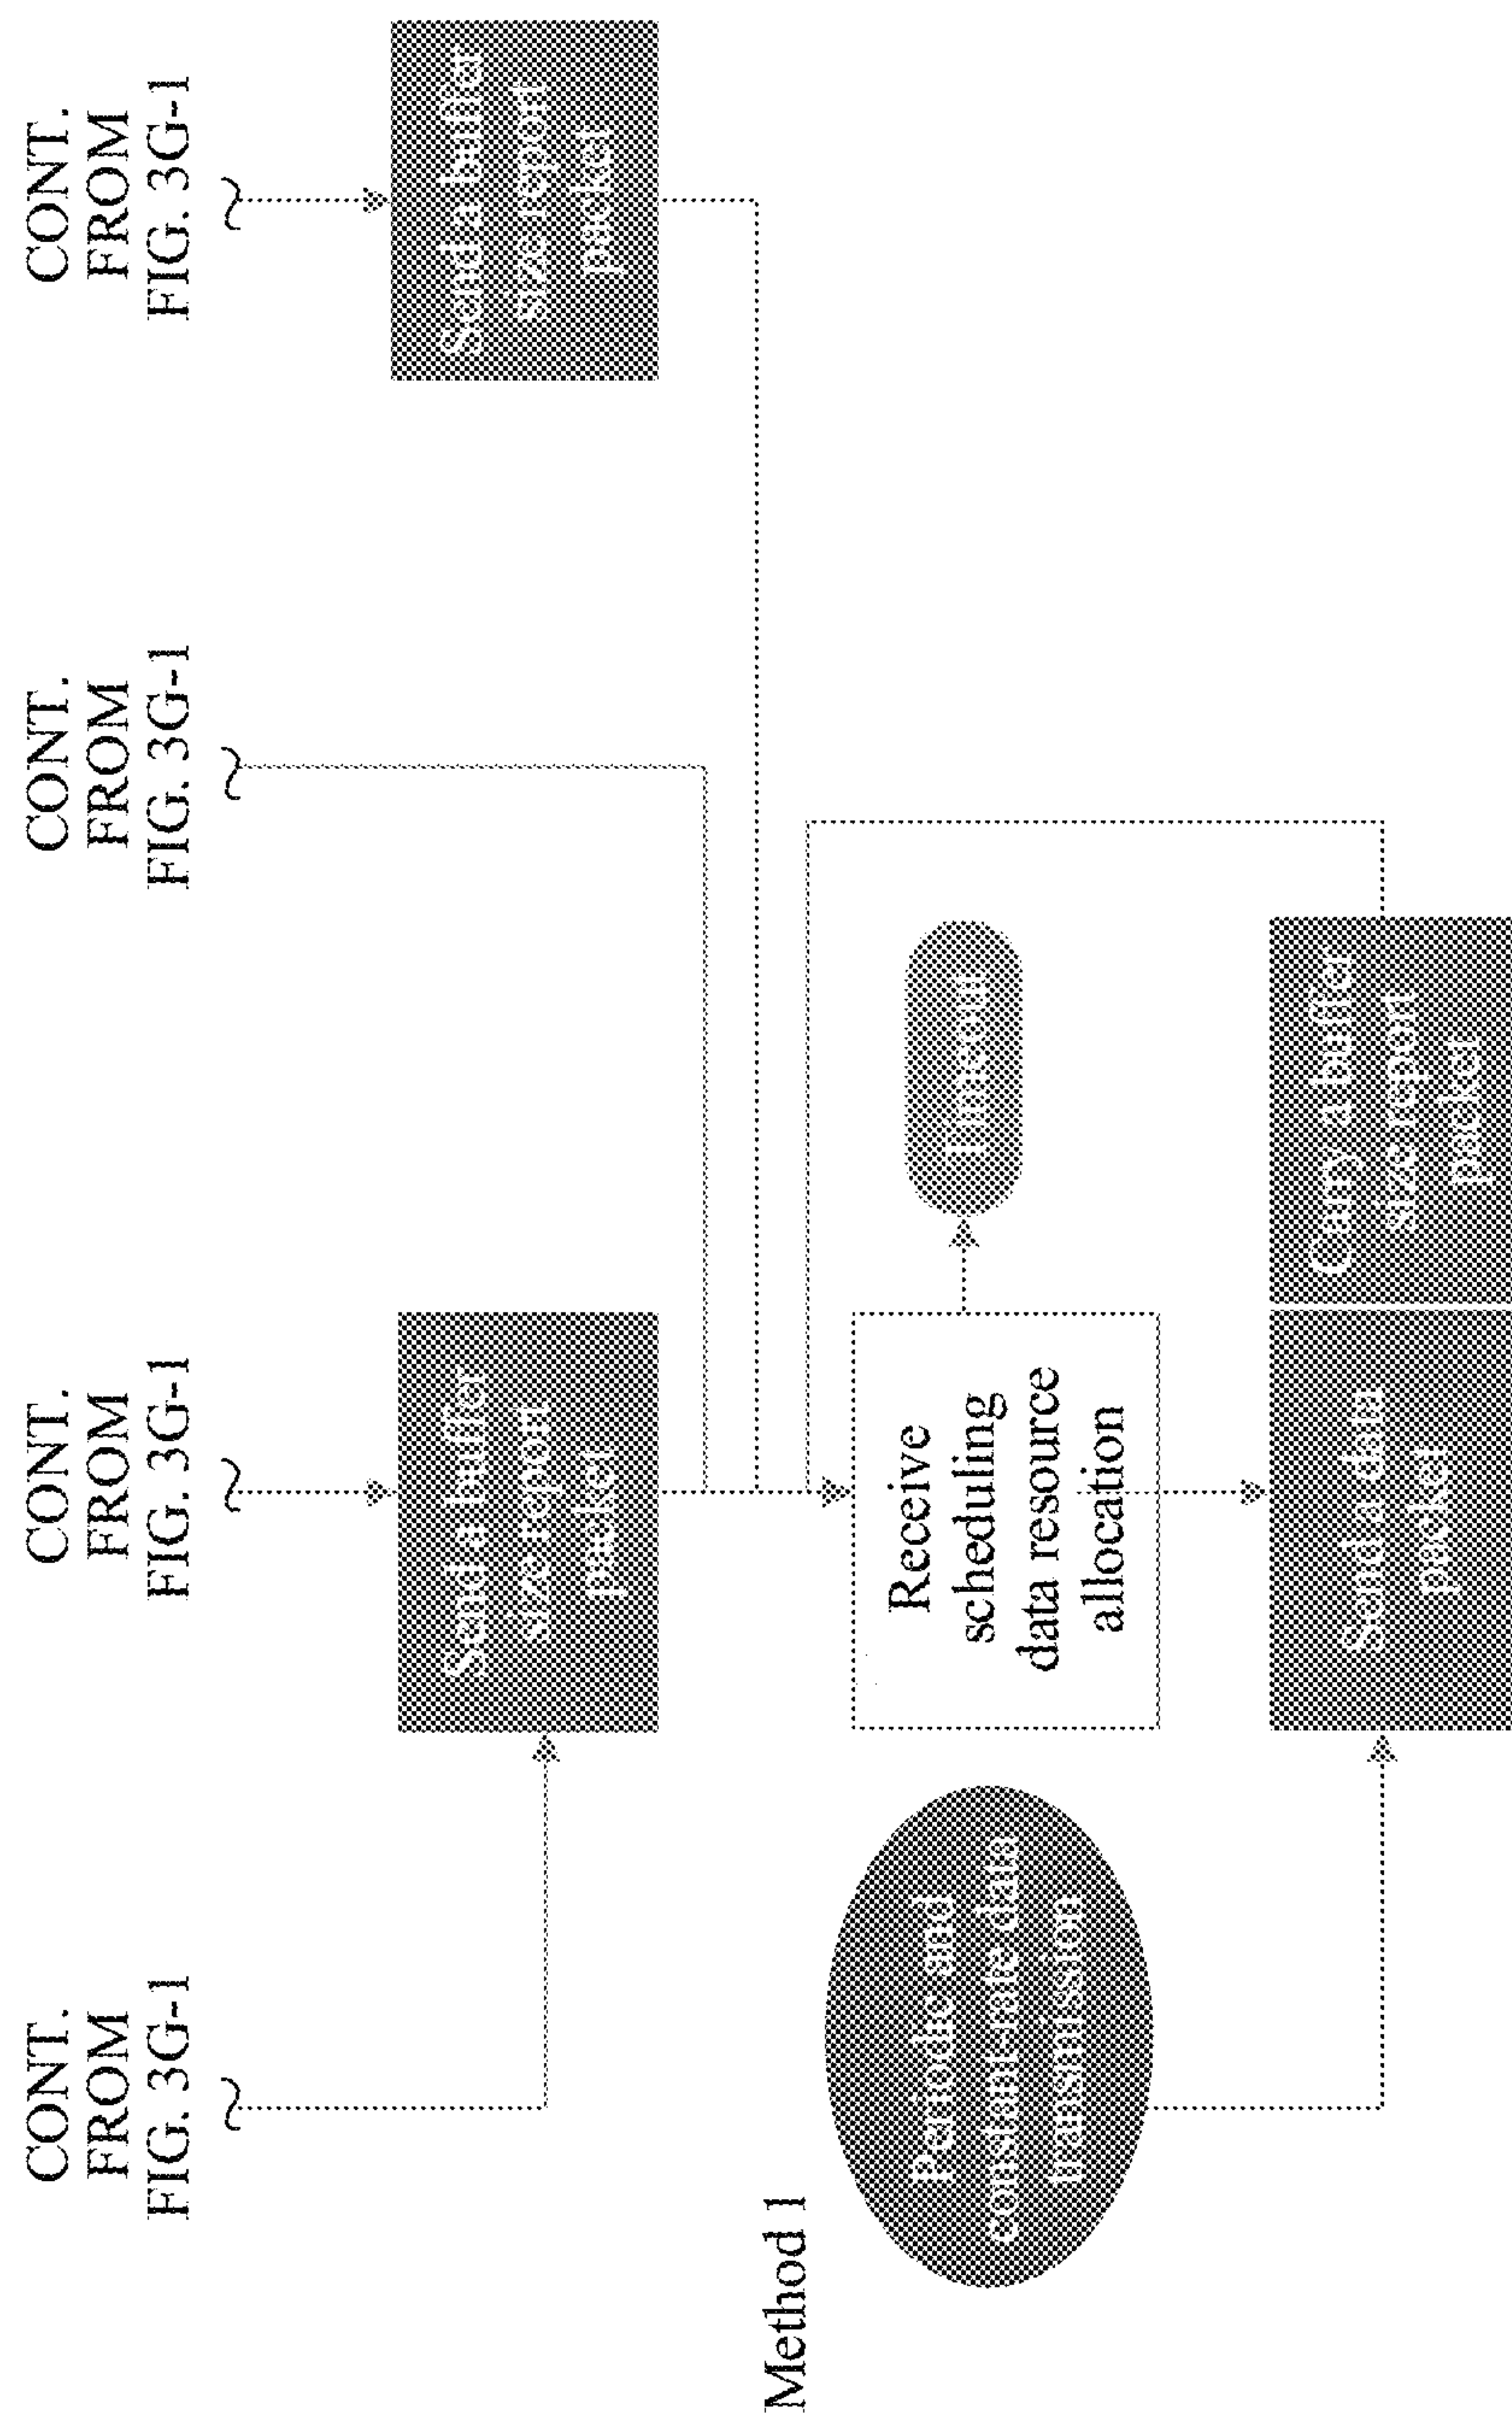 CONT.
FROM
FIG. 3G-1
CONT.
FROM
FIG. 3G-1
CONT.
FROM
FIG. 3G-1
CONT.
FROM
FIG. 3G-1
Send a buffer
size report
packet
Send a buffer
size report
packet
Method 1
Periodic and
constant-rate data
transmission
Receive
scheduling
data resource
allocation
Timeout
Send a data
packet
Carry a buffer
size report
packet